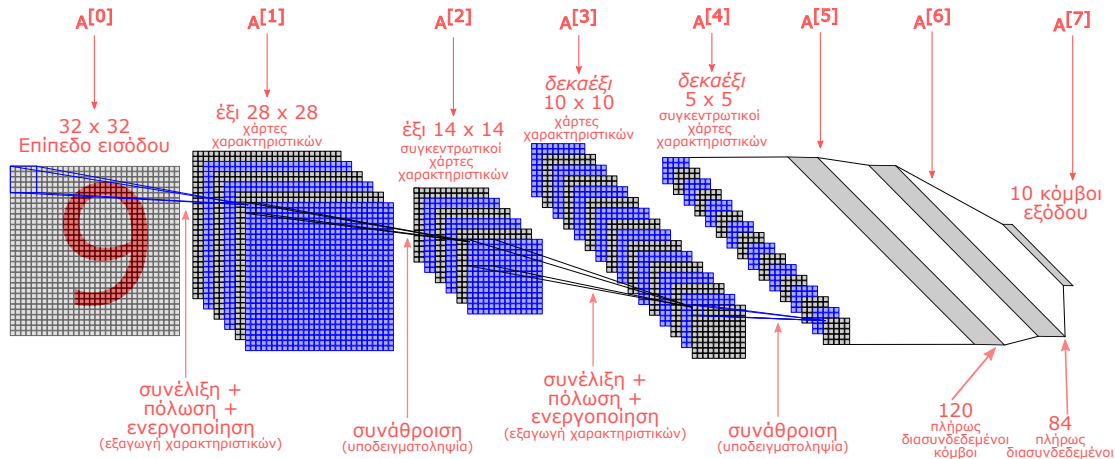 A[0]
A[1]
A[2]
A[3]
A[4]
A[5]
A[6]
A[7]
32 x 32
Επίπεδο εισόδου
έξι 28 x 28
χάρτες
χαρακτηριστικών
έξι 14 x 14
συγκεντρωτικοί
χάρτες
χαρακτηριστικών
δεκαέξι
10 x 10
χάρτες
χαρακτηριστικών
δεκαέξι
5 x 5
συγκεντρωτικοί
χάρτες
χαρακτηριστικών
10 κόμβοι
εξόδου
9
συνέλιξη +
πόλωση +
ενεργοποίηση
(εξαγωγή χαρακτηριστικών)
συνάθροιση
(υποδειγματοληψία)
συνέλιξη +
πόλωση +
ενεργοποίηση
(εξαγωγή χαρακτηριστικών)
συνάθροιση
(υποδειγματοληψία)
120
πλήρως
διασυνδεδεμένοι
κόμβοι
84
πλήρως
διασυνδεδεμένοι